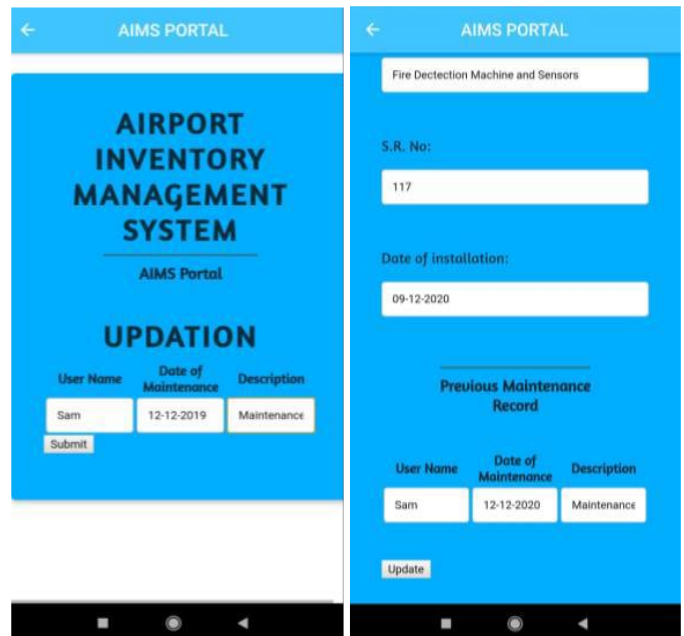 AIMS PORTAL
AIRPORT
INVENTORY
MANAGEMENT
SYSTEM
AIMS Portal
UPDATION
User Name Date of Maintenance Description
Sam 12-12-2019 Maintenance
Submit
AIMS PORTAL
Fire Dectection Machine and Sensors
S.R. No:
117
Date of installation:
09-12-2020
Previous Maintenance
Record
User Name Date of Maintenance Description
Sam 12-12-2020 Maintenance
Update